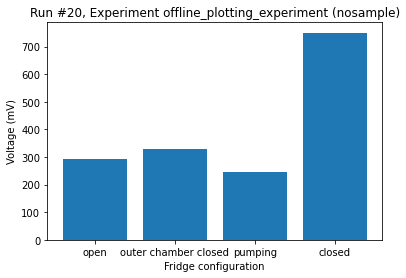 Run #20, Experiment offline_plotting_experiment (nosample)
Voltage (mV)
700
600
500
400
300
200
100
0
open outer chamber closed pumping closed
Fridge configuration